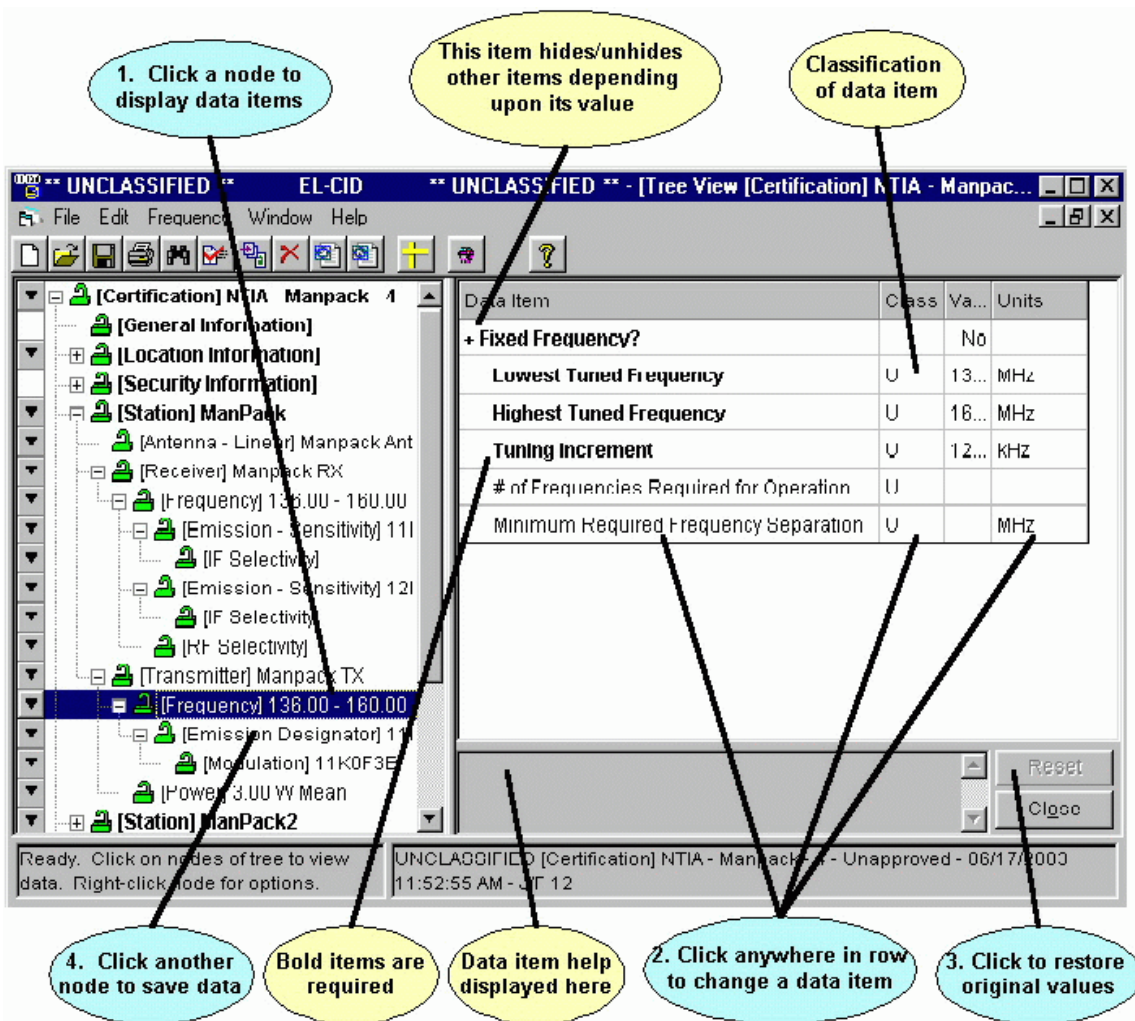 1. Click a node to
display data items
This item hides/unhides
other items depending
upon its value
Classification
of data item
** UNCLASSIFIED ** EL-CID ** UNCLASSIFIED ** - [Tree View [Certification] NTIA - Manpac...
File Edit Frequency Window Help
[Certification] NTIA Manpack 4
[General Information]
[Location Information]
[Security Information]
[Station] ManPack
[Antenna - Linear] Manpack Ant
[Receiver] Manpack RX
[Frequency] 136.00 - 160.00
[Emission - Sensitivity] 11
[IF Selectivity]
[Emission - Sensitivity] 12
[IF Selectivity]
[RF Selectivity]
[Transmitter] Manpack TX
[Frequency] 136.00 - 160.00
[Emission Designator] 11
[Modulation] 11K0F3E
[Power] 3.00 W Mean
[Station] ManPack2
Data Item Class Va... Units
+ Fixed Frequency? No
Lowest Tuned Frequency U 13... MHz
Highest Tuned Frequency U 16... MHz
Tuning Increment U 12... kHz
# of Frequencies Required for Operation U
Minimum Required Frequency Separation U MHz
Reset
Close
Ready. Click on nodes of tree to view
data. Right-click node for options.
UNCLASSIFIED [Certification] NTIA - Manpack - 4 - Unapproved - 06/17/2003
11:52:55 AM - J/F 12
4. Click another
node to save data
Bold items are
required
Data item help
displayed here
2. Click anywhere in row
to change a data item
3. Click to restore
original values